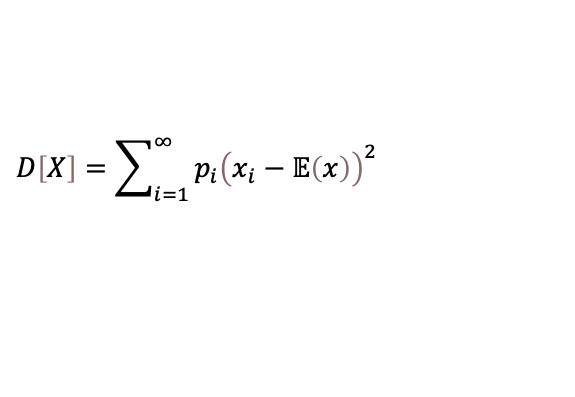 D[X] = ∑_{i=1}^{∞} p_i(x_i − 𝔼(x))^2